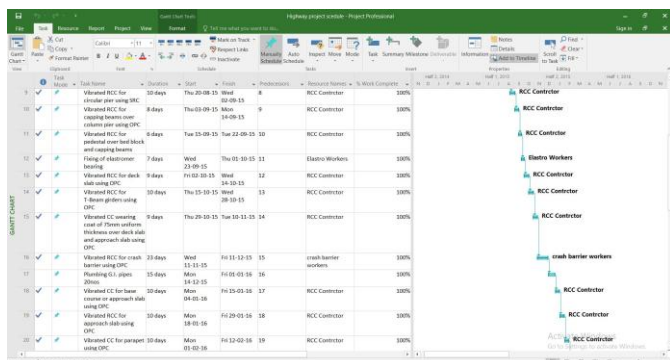 Gantt Chart Tools
Highway project scedule - Project Professional
File Task Resource Report Project View Format Tell me what you want to do...
Sign in
Gantt Chart
View
Paste
Cut
Copy
Format Painter
Clipboard
Calibri 11
B I U
Font
Mark on Track
Respect Links
Inactivate
Schedule
Manually Schedule
Auto Schedule
Inspect Move Mode
Tasks
Task Summary Milestone Deliverable
Insert
Information
Notes
Details
Add to Timeline
Properties
Scroll to Task
Find
Clear
Fill
Editing
Task Mode Task Name Duration Start Finish Predecessors Resource Names % Work Complete
Half 2, 2014 Half 1, 2015 Half 2, 2015 Half 1, 2016
GANTT CHART
9 Vibrated RCC for circular pier using SRC 10 days Thu 20-08-15 Wed 02-09-15 8 RCC Contrctor 100% RCC Contrctor
10 Vibrated RCC for capping beams over column pier using OPC 8 days Thu 03-09-15 Mon 14-09-15 9 RCC Contrctor 100% RCC Contrctor
11 Vibrated RCC for pedestal over bed block and capping beams 6 days Tue 15-09-15 Tue 22-09-15 10 RCC Contrctor 100% RCC Contrctor
12 Fixing of elastromer bearing 7 days Wed 23-09-15 Thu 01-10-15 11 Elastro Workers 100% Elastro Workers
13 Vibrated RCC for deck slab using OPC 9 days Fri 02-10-15 Wed 14-10-15 12 RCC Contrctor 100% RCC Contrctor
14 Vibrated RCC for T-Beam girders using OPC 10 days Thu 15-10-15 Wed 28-10-15 13 RCC Contrctor 100% RCC Contrctor
15 Vibrated CC wearing coat of 75mm uniform thickness over deck slab and approach slab using OPC 9 days Thu 29-10-15 Tue 10-11-15 14 RCC Contrctor 100% RCC Contrctor
16 Vibrated RCC for crash barrier using OPC 23 days Wed 11-11-15 Fri 11-12-15 15 crash barrier workers 100% crash barrier workers
17 Plumbing G.I. pipes 20nos 15 days Mon 14-12-15 Fri 01-01-16 16 100%
18 Vibrated CC for base course or approach slab using OPC 10 days Mon 04-01-16 Fri 15-01-16 17 RCC Contrctor 100% RCC Contrctor
19 Vibrated RCC for approach slab using OPC 10 days Mon 18-01-16 Fri 29-01-16 18 RCC Contrctor 100% RCC Contrctor
20 Vibrated CC for parapet using OPC 10 days Mon 01-02-16 Fri 12-02-16 19 RCC Contrctor 100% RCC Contrctor
Activate Windows
Go to Settings to activate Windows.